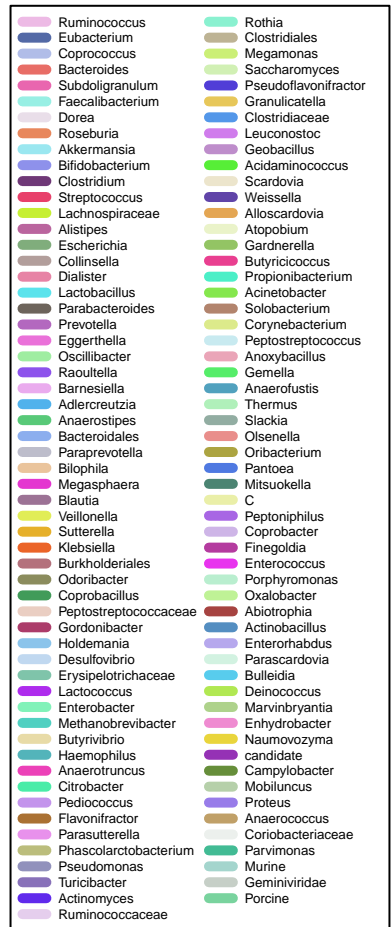 Ruminococcus
Eubacterium
Coprococcus
Bacteroides
Subdoligranulum
Faecalibacterium
Dorea
Roseburia
Akkermansia
Bifidobacterium
Clostridium
Streptococcus
Lachnospiraceae
Alistipes
Escherichia
Collinsella
Dialister
Lactobacillus
Parabacteroides
Prevotella
Eggerthella
Oscillibacter
Raoultella
Barnesiella
Adlercreutzia
Anaerostipes
Bacteroidales
Paraprevotella
Bilophila
Megasphaera
Blautia
Veillonella
Sutterella
Klebsiella
Burkholderiales
Odoribacter
Coprobacillus
Peptostreptococcaceae
Gordonibacter
Holdemania
Desulfovibrio
Erysipelotrichaceae
Lactococcus
Enterobacter
Methanobrevibacter
Butyrivibrio
Haemophilus
Anaerotruncus
Citrobacter
Pediococcus
Flavonifractor
Parasutterella
Phascolarctobacterium
Pseudomonas
Turicibacter
Actinomyces
Ruminococcaceae
Rothia
Clostridiales
Megamonas
Saccharomyces
Pseudoflavonifractor
Granulicatella
Clostridiaceae
Leuconostoc
Geobacillus
Acidaminococcus
Scardovia
Weissella
Alloscardovia
Atopobium
Gardnerella
Butyricicoccus
Propionibacterium
Acinetobacter
Solobacterium
Corynebacterium
Peptostreptococcus
Anoxybacillus
Gemella
Anaerofustis
Thermus
Slackia
Olsenella
Oribacterium
Pantoea
Mitsuokella
C
Peptoniphilus
Coprobacter
Finegoldia
Enterococcus
Porphyromonas
Oxalobacter
Abiotrophia
Actinobacillus
Enterorhabdus
Parascardovia
Bulleidia
Deinococcus
Marvinbryantia
Enhydrobacter
Naumovozyma
candidate
Campylobacter
Mobiluncus
Proteus
Anaerococcus
Coriobacteriaceae
Parvimonas
Murine
Geminiviridae
Porcine